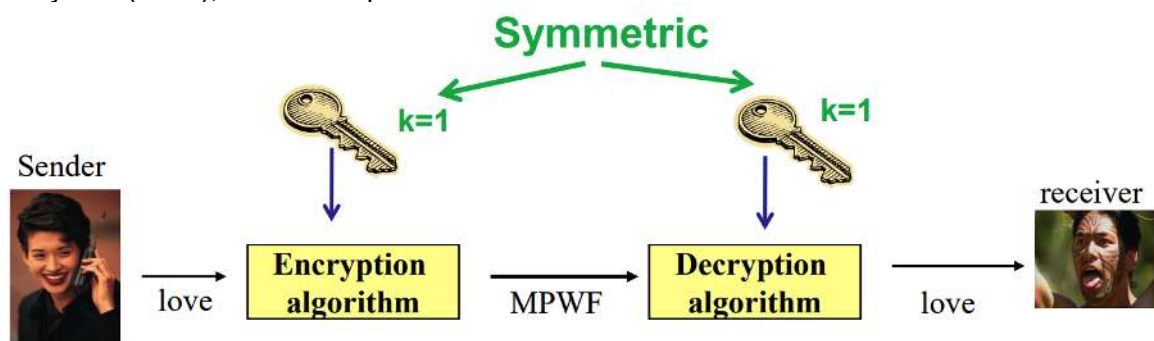 Symmetric
k=1
k=1
Sender
receiver
Encryption
algorithm
Decryption
algorithm
love
MPWF
love